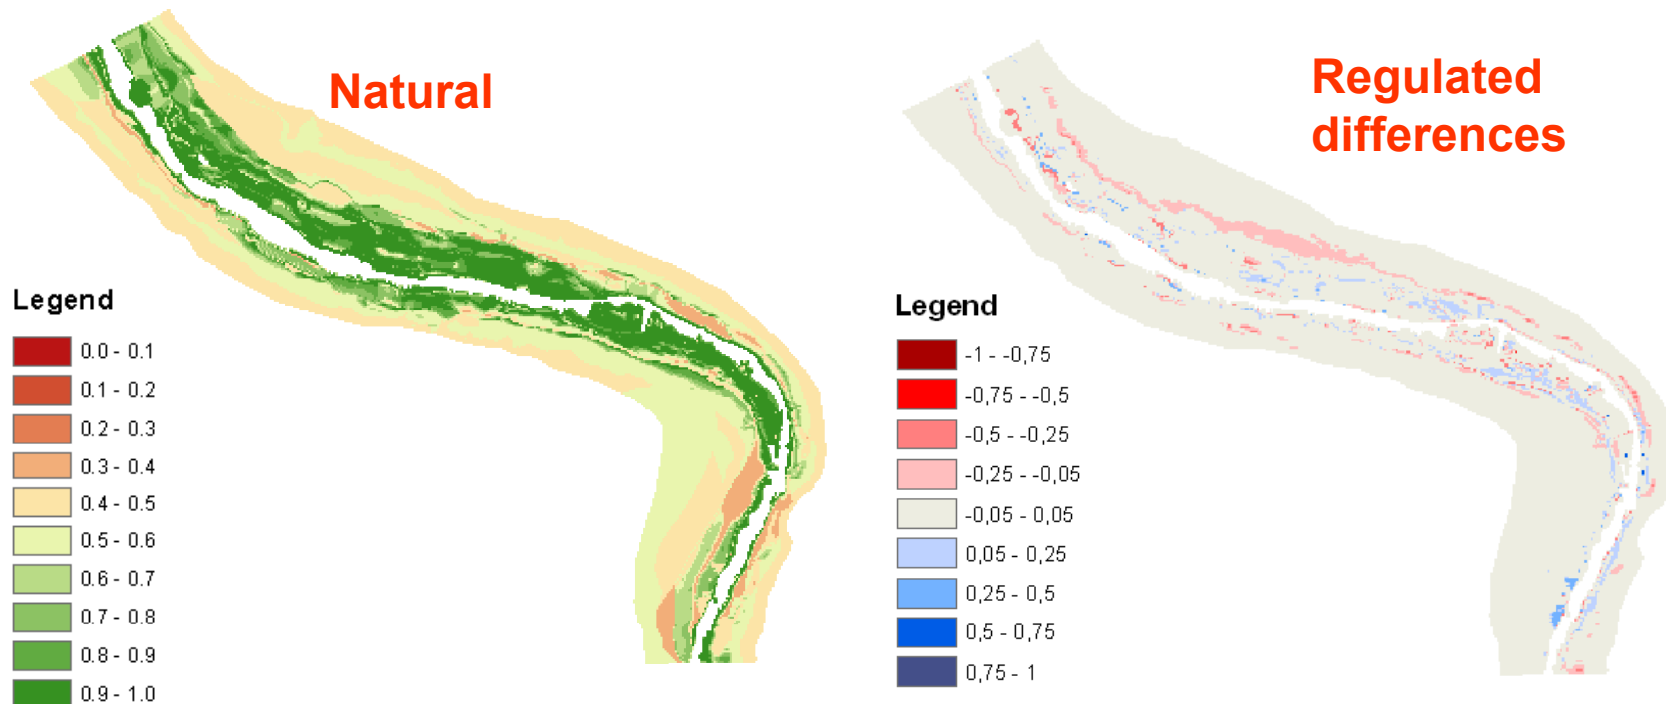 Natural
Legend
0.0 - 0.1
0.1 - 0.2
0.2 - 0.3
0.3 - 0.4
0.4 - 0.5
0.5 - 0.6
0.6 - 0.7
0.7 - 0.8
0.8 - 0.9
0.9 - 1.0
Regulated
differences
Legend
-1 - -0,75
-0,75 - -0,5
-0,5 - -0,25
-0,25 - -0,05
-0,05 - 0,05
0,05 - 0,25
0,25 - 0,5
0,5 - 0,75
0,75 - 1